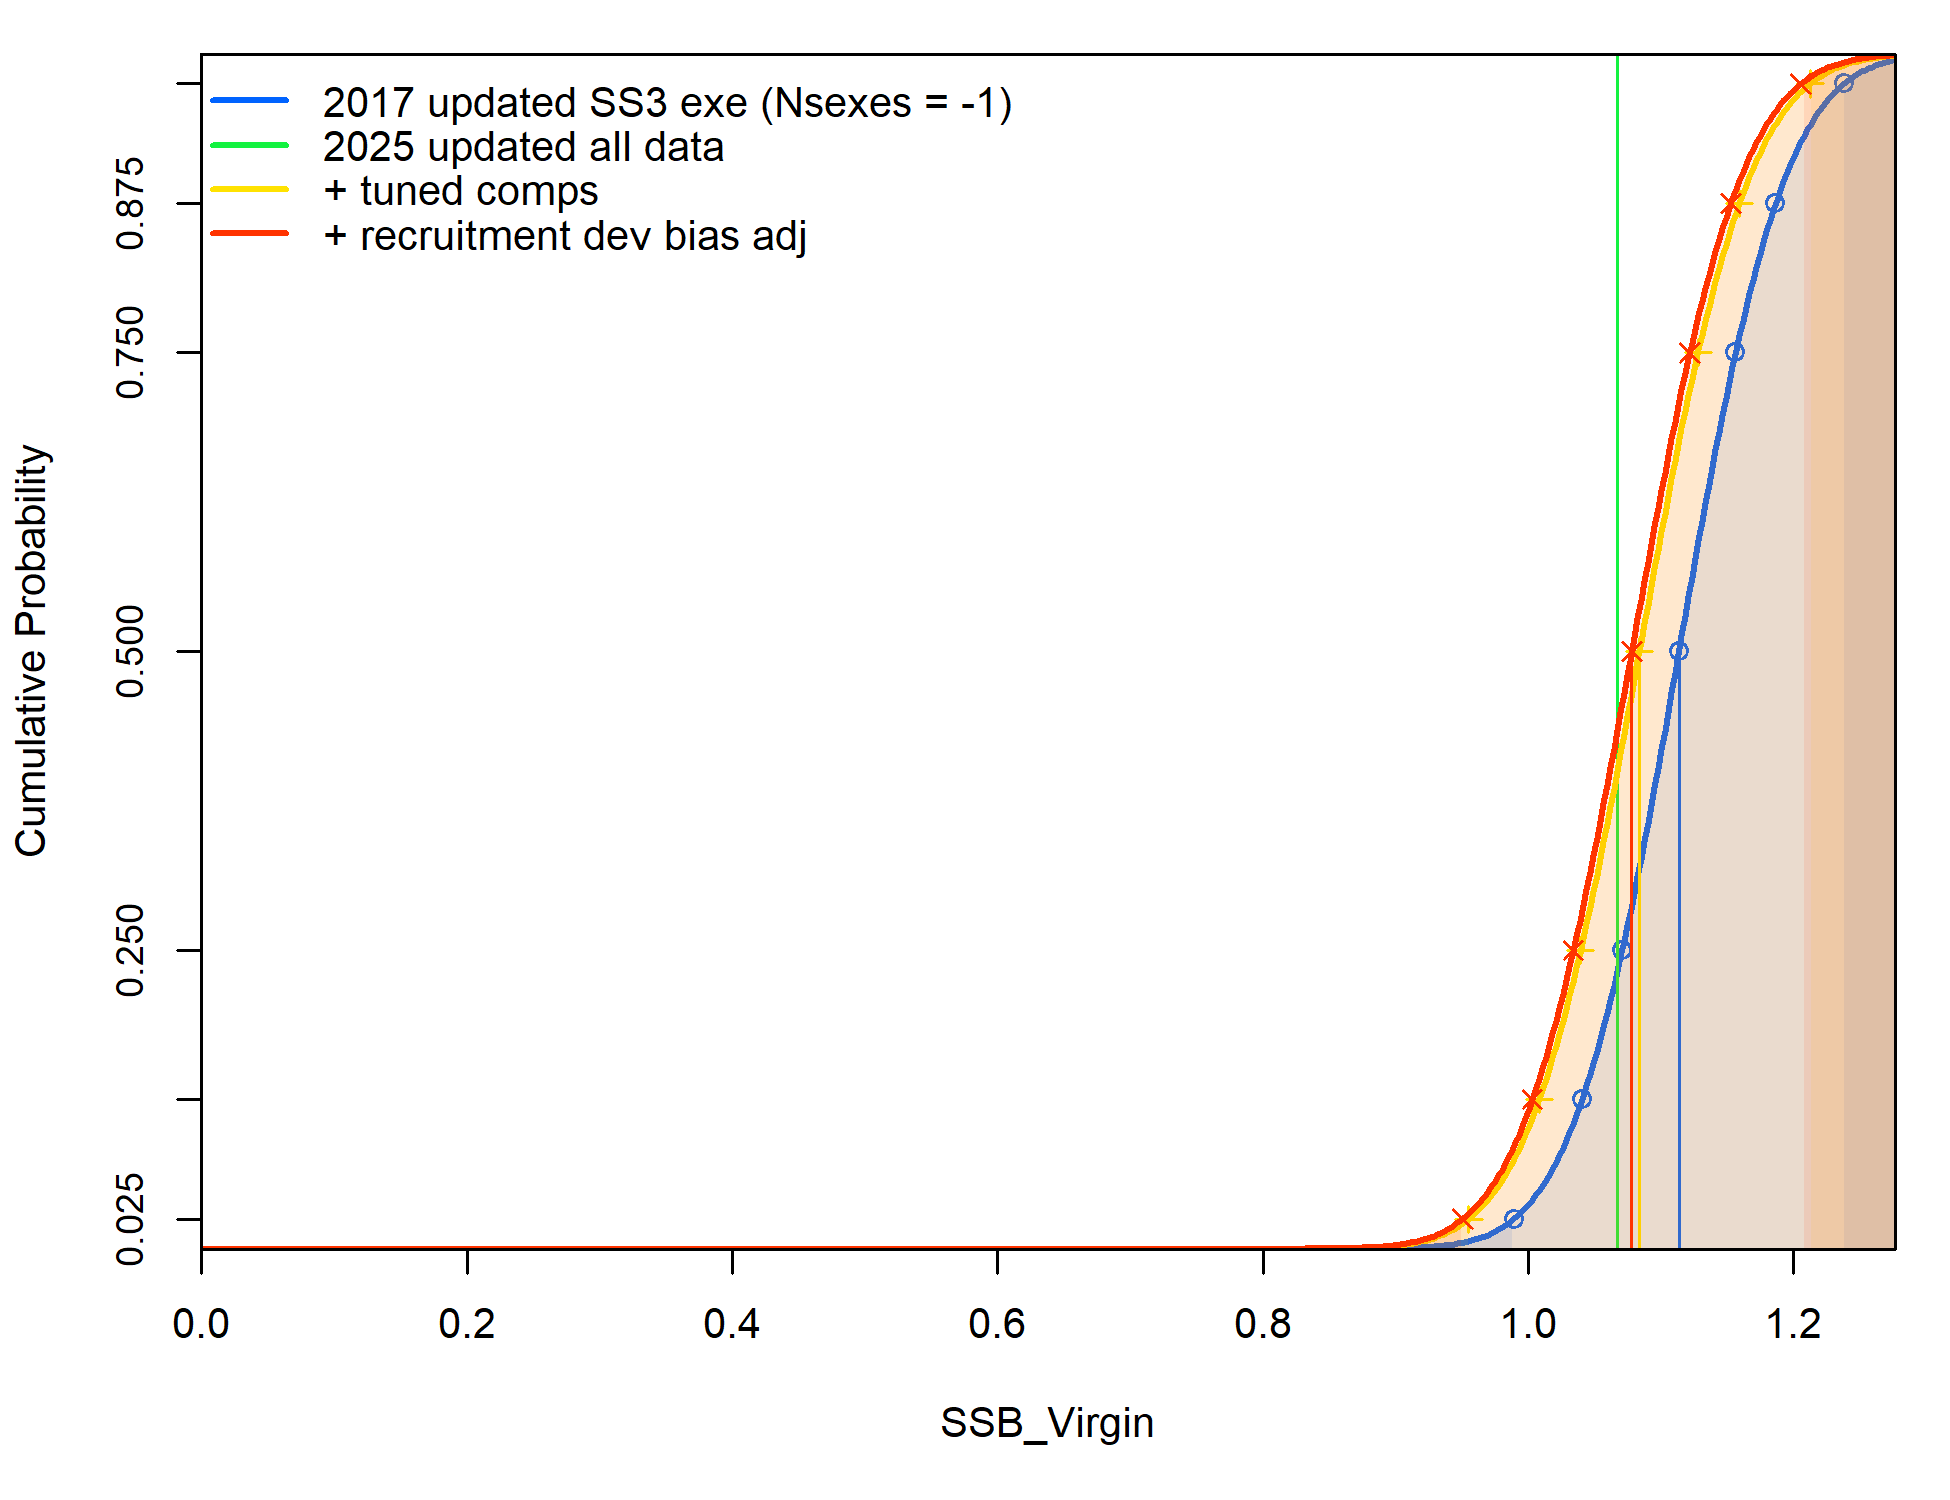 2017 updated SS3 exe (Nsexes = -1)
2025 updated all data
+ tuned comps
+ recruitment dev bias adj
Cumulative Probability
0.875
0.750
0.500
0.250
0.025
0.0 0.2 0.4 0.6 0.8 1.0 1.2
SSB_Virgin